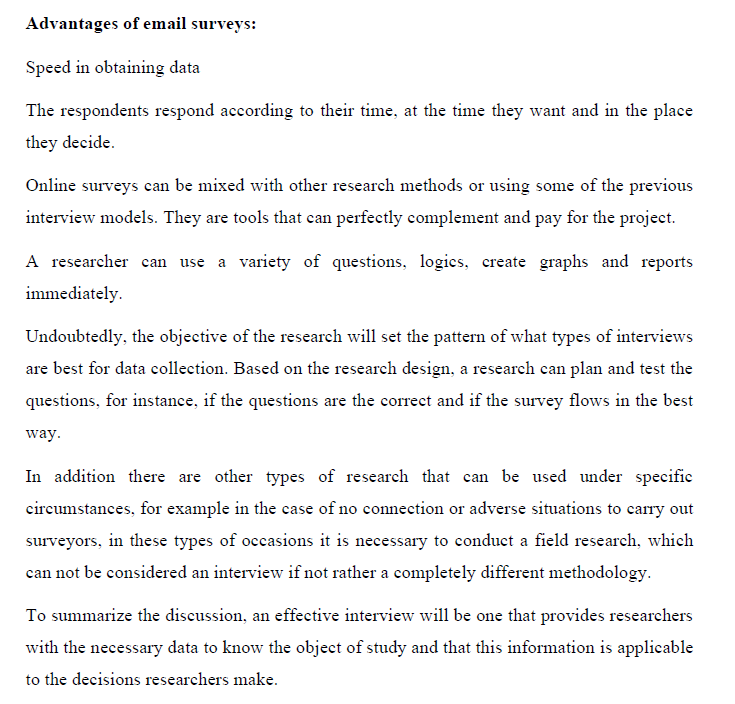 Advantages of email surveys:
Speed in obtaining data
The respondents respond according to their time, at the time they want and in the place
they decide.
Online surveys can be mixed with other research methods or using some of the previous
interview models. They are tools that can perfectly complement and pay for the project.
A researcher can use a variety of questions, logics, create graphs and reports
immediately.
Undoubtedly, the objective of the research will set the pattern of what types of interviews
are best for data collection. Based on the research design, a research can plan and test the
questions, for instance, if the questions are the correct and if the survey flows in the best
way.
In addition there are other types of research that can be used under specific
circumstances, for example in the case of no connection or adverse situations to carry out
surveyors, in these types of occasions it is necessary to conduct a field research, which
can not be considered an interview if not rather a completely different methodology.
To summarize the discussion, an effective interview will be one that provides researchers
with the necessary data to know the object of study and that this information is applicable
to the decisions researchers make.